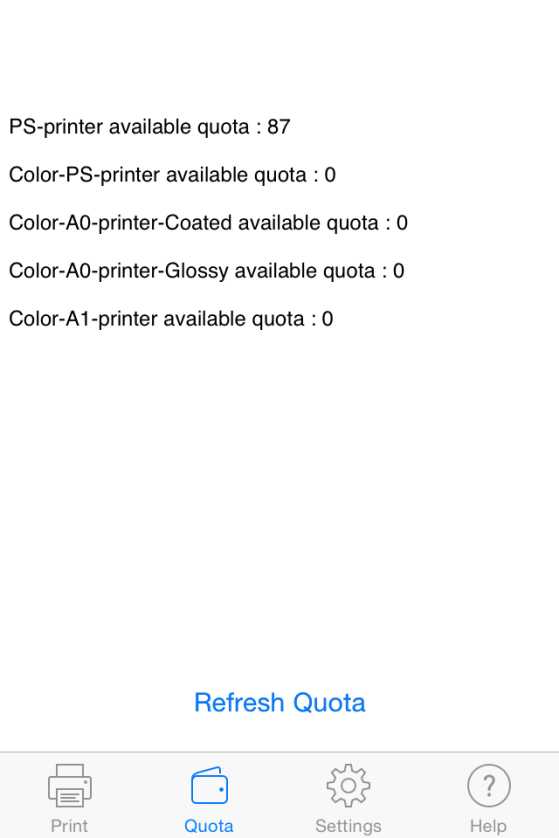 PS-printer available quota : 87
Color-PS-printer available quota : 0
Color-A0-printer-Coated available quota : 0
Color-A0-printer-Glossy available quota : 0
Color-A1-printer available quota : 0
Refresh Quota
?
Print Quota Settings Help